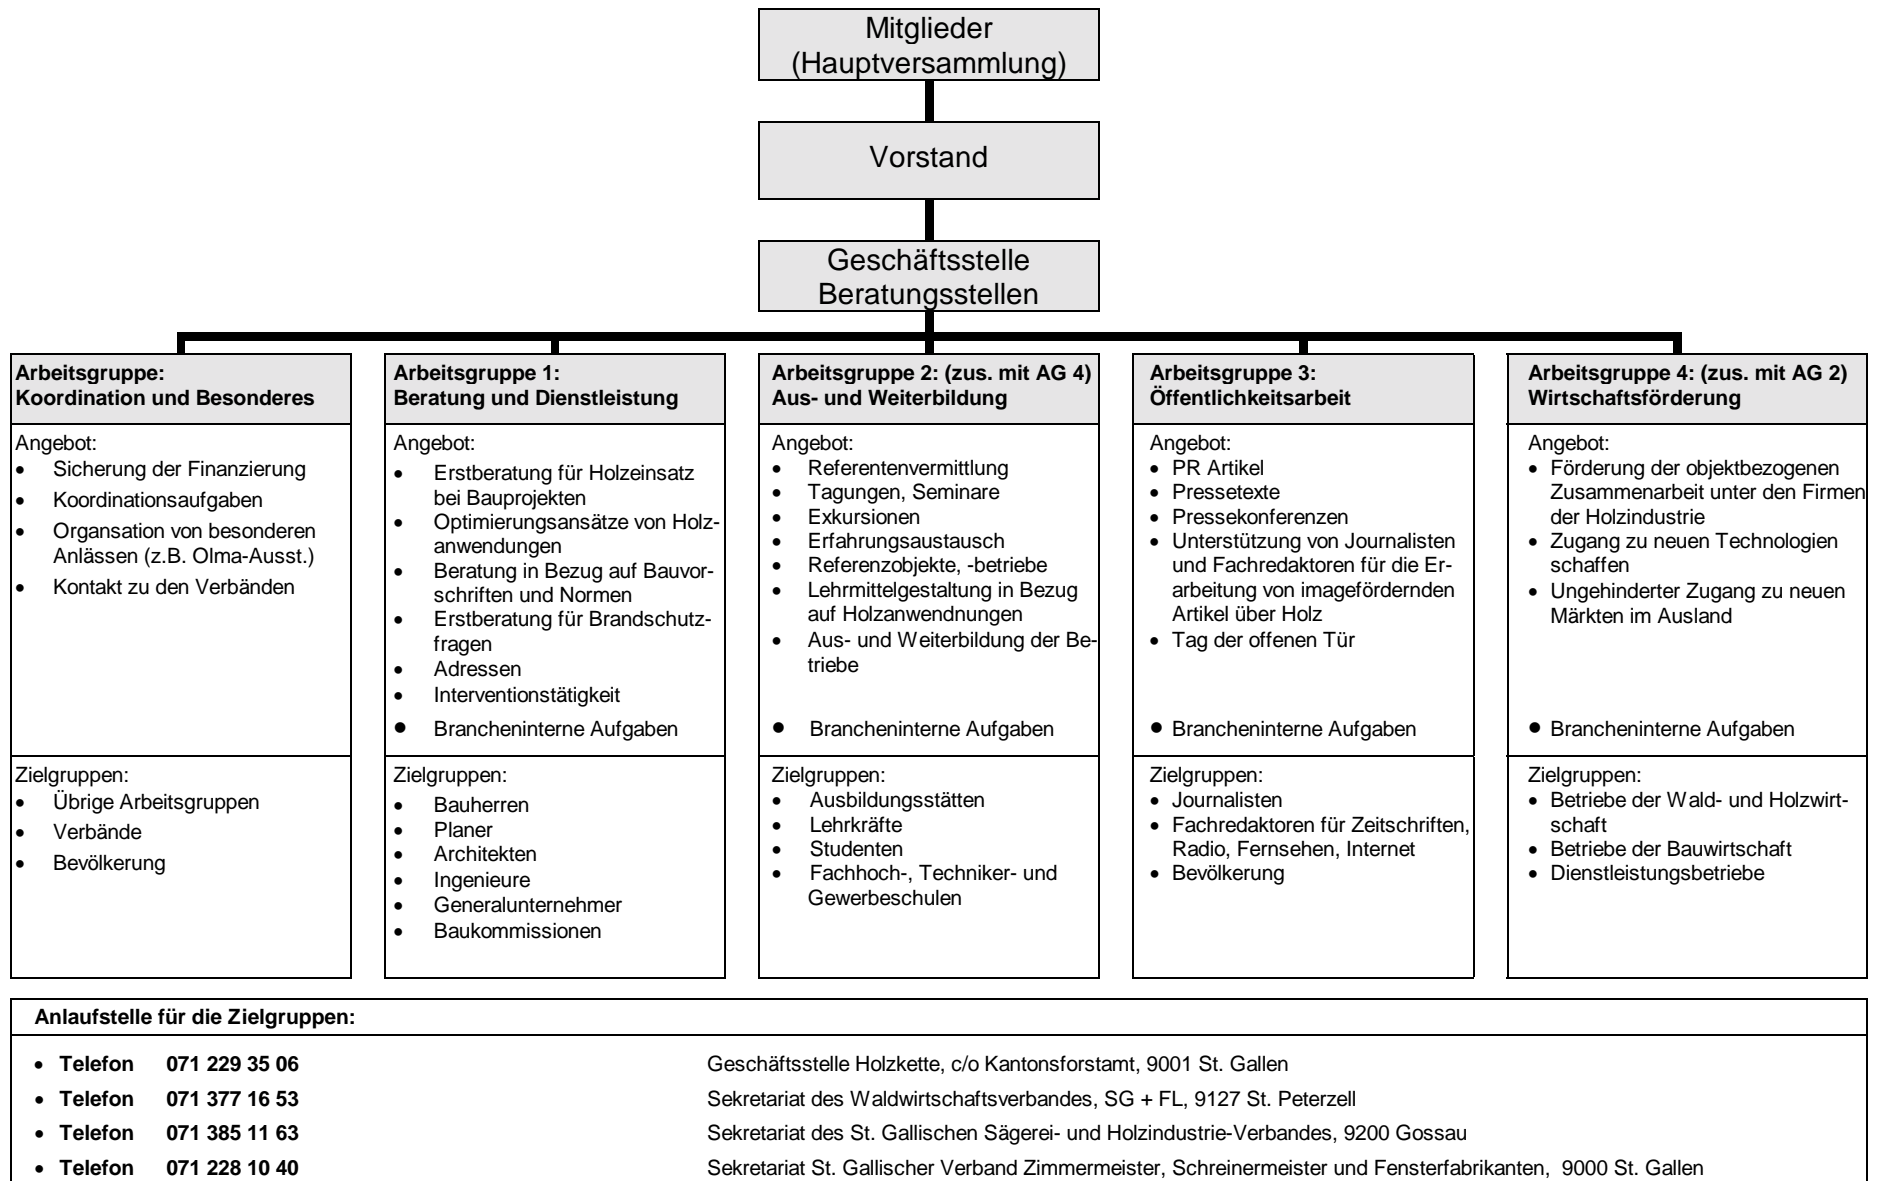 Mitglieder
(Hauptversammlung)
Vorstand
Geschäftsstelle
Beratungsstellen
Arbeitsgruppe:
Koordination und Besonderes
Angebot:
• Sicherung der Finanzierung
• Koordinationsaufgaben
• Organsation von besonderen
Anlässen (z.B. Olma-Ausst.)
• Kontakt zu den Verbänden
Zielgruppen:
• Übrige Arbeitsgruppen
• Verbände
• Bevölkerung
Arbeitsgruppe 1:
Beratung und Dienstleistung
Angebot:
• Erstberatung für Holzeinsatz
bei Bauprojekten
• Optimierungsansätze von Holz-
anwendungen
• Beratung in Bezug auf Bauvor-
schriften und Normen
• Erstberatung für Brandschutz-
fragen
• Adressen
• Interventionstätigkeit
• Brancheninterne Aufgaben
Zielgruppen:
• Bauherren
• Planer
• Architekten
• Ingenieure
• Generalunternehmer
• Baukommissionen
Arbeitsgruppe 2: (zus. mit AG 4)
Aus- und Weiterbildung
Angebot:
• Referentenvermittlung
• Tagungen, Seminare
• Exkursionen
• Erfahrungsaustausch
• Referenzobjekte, -betriebe
• Lehrmittelgestaltung in Bezug
auf Holzanwendnungen
• Aus- und Weiterbildung der Be-
triebe
• Brancheninterne Aufgaben
Zielgruppen:
• Ausbildungsstätten
• Lehrkräfte
• Studenten
• Fachhoch-, Techniker- und
Gewerbeschulen
Arbeitsgruppe 3:
Öffentlichkeitsarbeit
Angebot:
• PR Artikel
• Pressetexte
• Pressekonferenzen
• Unterstützung von Journalisten
und Fachredaktoren für die Er-
arbeitung von imagefördernden
Artikel über Holz
• Tag der offenen Tür
• Brancheninterne Aufgaben
Zielgruppen:
• Journalisten
• Fachredaktoren für Zeitschriften,
Radio, Fernsehen, Internet
• Bevölkerung
Arbeitsgruppe 4: (zus. mit AG 2)
Wirtschaftsförderung
Angebot:
• Förderung der objektbezogenen
Zusammenarbeit unter den Firmen
der Holzindustrie
• Zugang zu neuen Technologien
schaffen
• Ungehinderter Zugang zu neuen
Märkten im Ausland
• Brancheninterne Aufgaben
Zielgruppen:
• Betriebe der Wald- und Holzwirt-
schaft
• Betriebe der Bauwirtschaft
• Dienstleistungsbetriebe
Anlaufstelle für die Zielgruppen:
• Telefon 071 229 35 06 Geschäftsstelle Holzkette, c/o Kantonsforstamt, 9001 St. Gallen
• Telefon 071 377 16 53 Sekretariat des Waldwirtschaftsverbandes, SG + FL, 9127 St. Peterzell
• Telefon 071 385 11 63 Sekretariat des St. Gallischen Sägerei- und Holzindustrie-Verbandes, 9200 Gossau
• Telefon 071 228 10 40 Sekretariat St. Gallischer Verband Zimmermeister, Schreinermeister und Fensterfabrikanten, 9000 St. Gallen